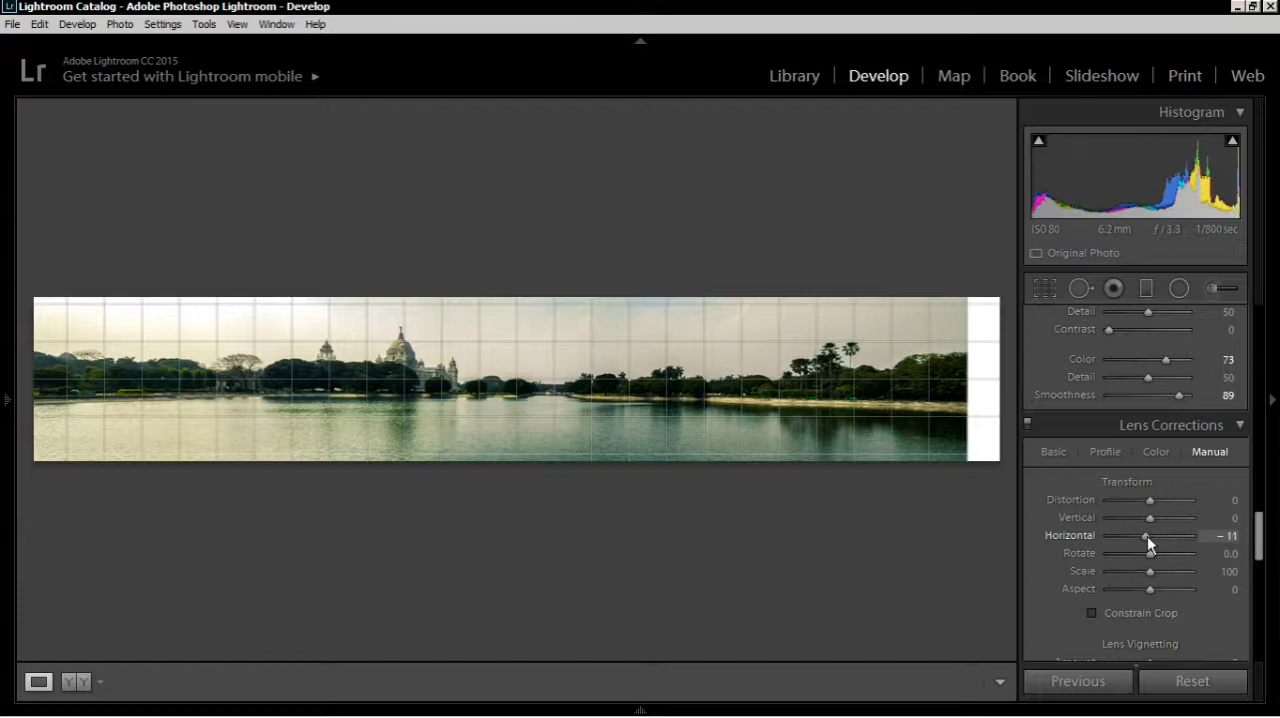 Lr Lightroom Catalog - Adobe Photoshop Lightroom - Develop
File Edit Develop Photo Settings Tools View Window Help
Lr
Adobe Lightroom CC 2015
Get started with Lightroom mobile
Library | Develop | Map | Book | Slideshow | Print | Web
Histogram
ISO 80 6.2 mm ƒ / 3.3 1/800 sec
Original Photo
Detail 50
Contrast 0
Color 73
Detail 50
Smoothness 89
Lens Corrections
Basic Profile Color Manual
Transform
Distortion 0
Vertical 0
Horizontal – 11
Rotate 0.0
Scale 100
Aspect 0
Constrain Crop
Lens Vignetting
YY
Previous Reset